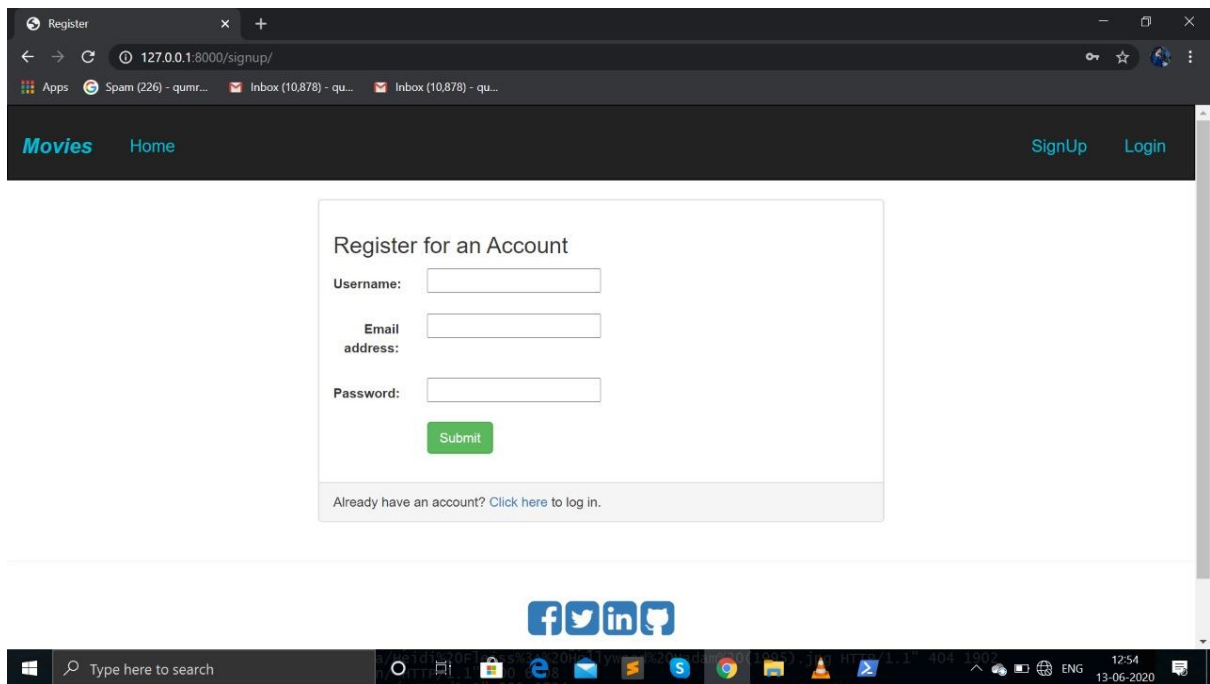 Register
127.0.0.1:8000/signup/
Apps Spam (226) - qumr... Inbox (10,878) - qu... Inbox (10,878) - qu...
Movies Home SignUp Login
Register for an Account
Username:
Email
address:
Password:
Submit
Already have an account? Click here to log in.
in
Type here to search ENG 12:54
13-06-2020